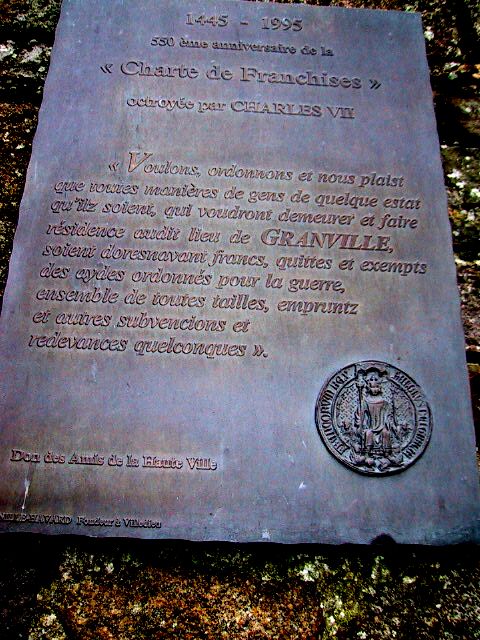 1445 - 1995
550 ème anniversaire de la
« Charte de Franchises »
octroyée par CHARLES VII
« Voulons, ordonnons et nous plaist
que toutes manières de gens de quelque estat
qu'ilz soient, qui voudront demeurer et faire
résidence audit lieu de GRANVILLE,
soient doresnavant francs, quittes et exempts
des aydes ordonnés pour la guerre,
ensemble de toutes tailles, empruntz
et autres subvencions et
redevances quelconques ».
Don des Amis de la Haute Ville
HAVARD Fondeur à Villedieu